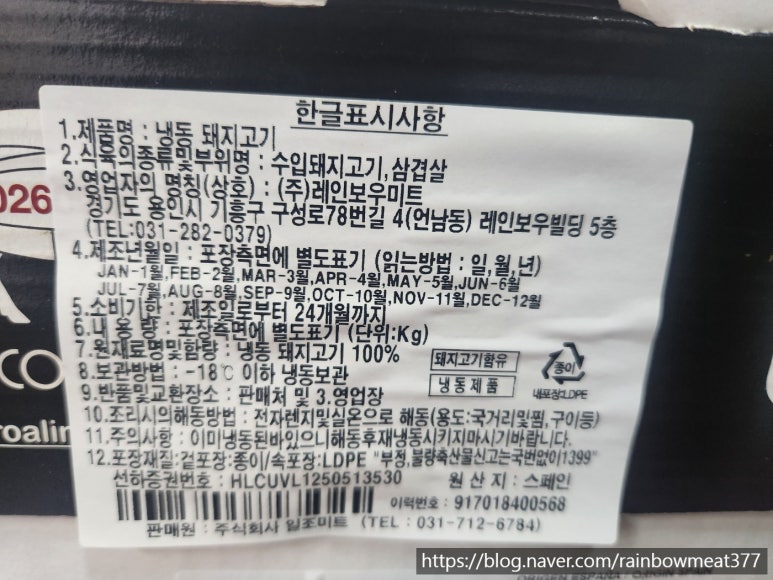 한글표시사항
1.제품명 : 냉동 돼지고기
2.식육의종류및부위명 : 수입돼지고기,삼겹살
3.영업자의 명칭(상호) : (주)레인보우미트
경기도 용인시 기흥구 구성로78번길 4(언남동) 레인보우빌딩 5층
(TEL:031-282-0379)
4.제조년월일 : 포장측면에 별도표기 (읽는방법 : 일,월,년)
JAN-1월,FEB-2월,MAR-3월,APR-4월,MAY-5월,JUN-6월
JUL-7월,AUG-8월,SEP-9월,OCT-10월,NOV-11월,DEC-12월
5.소비기한 : 제조일로부터 24개월까지
6.내 용 량 : 포장측면에 별도표기 (단위:Kg)
7.원재료명및함량 : 냉동 돼지고기 100%
돼지고기함유
종이
8.보관방법 : -18℃ 이하 냉동보관
냉동제품
내포장:LDPE
9.반품및교환장소 : 판매처 및 3.영업장
10.조리시의해동방법 : 전자렌지및실온으로 해동(용도:국거리및찜,구이등)
11.주의사항 : 이미냉동된바있으니해동후재냉동시키지마시기바랍니다.
12.포장재질:겉포장:종이/속포장:LDPE "부정,불량축산물신고는국번없이1399"
선하증권번호 : HLCUVL1250513530
원 산 지 : 스페인
이력번호 : 917018400568
판매원 : 주식회사 일조미트 (TEL : 031-712-6784)
026
CO
roalin
https://blog.naver.com/rainbowmeat377